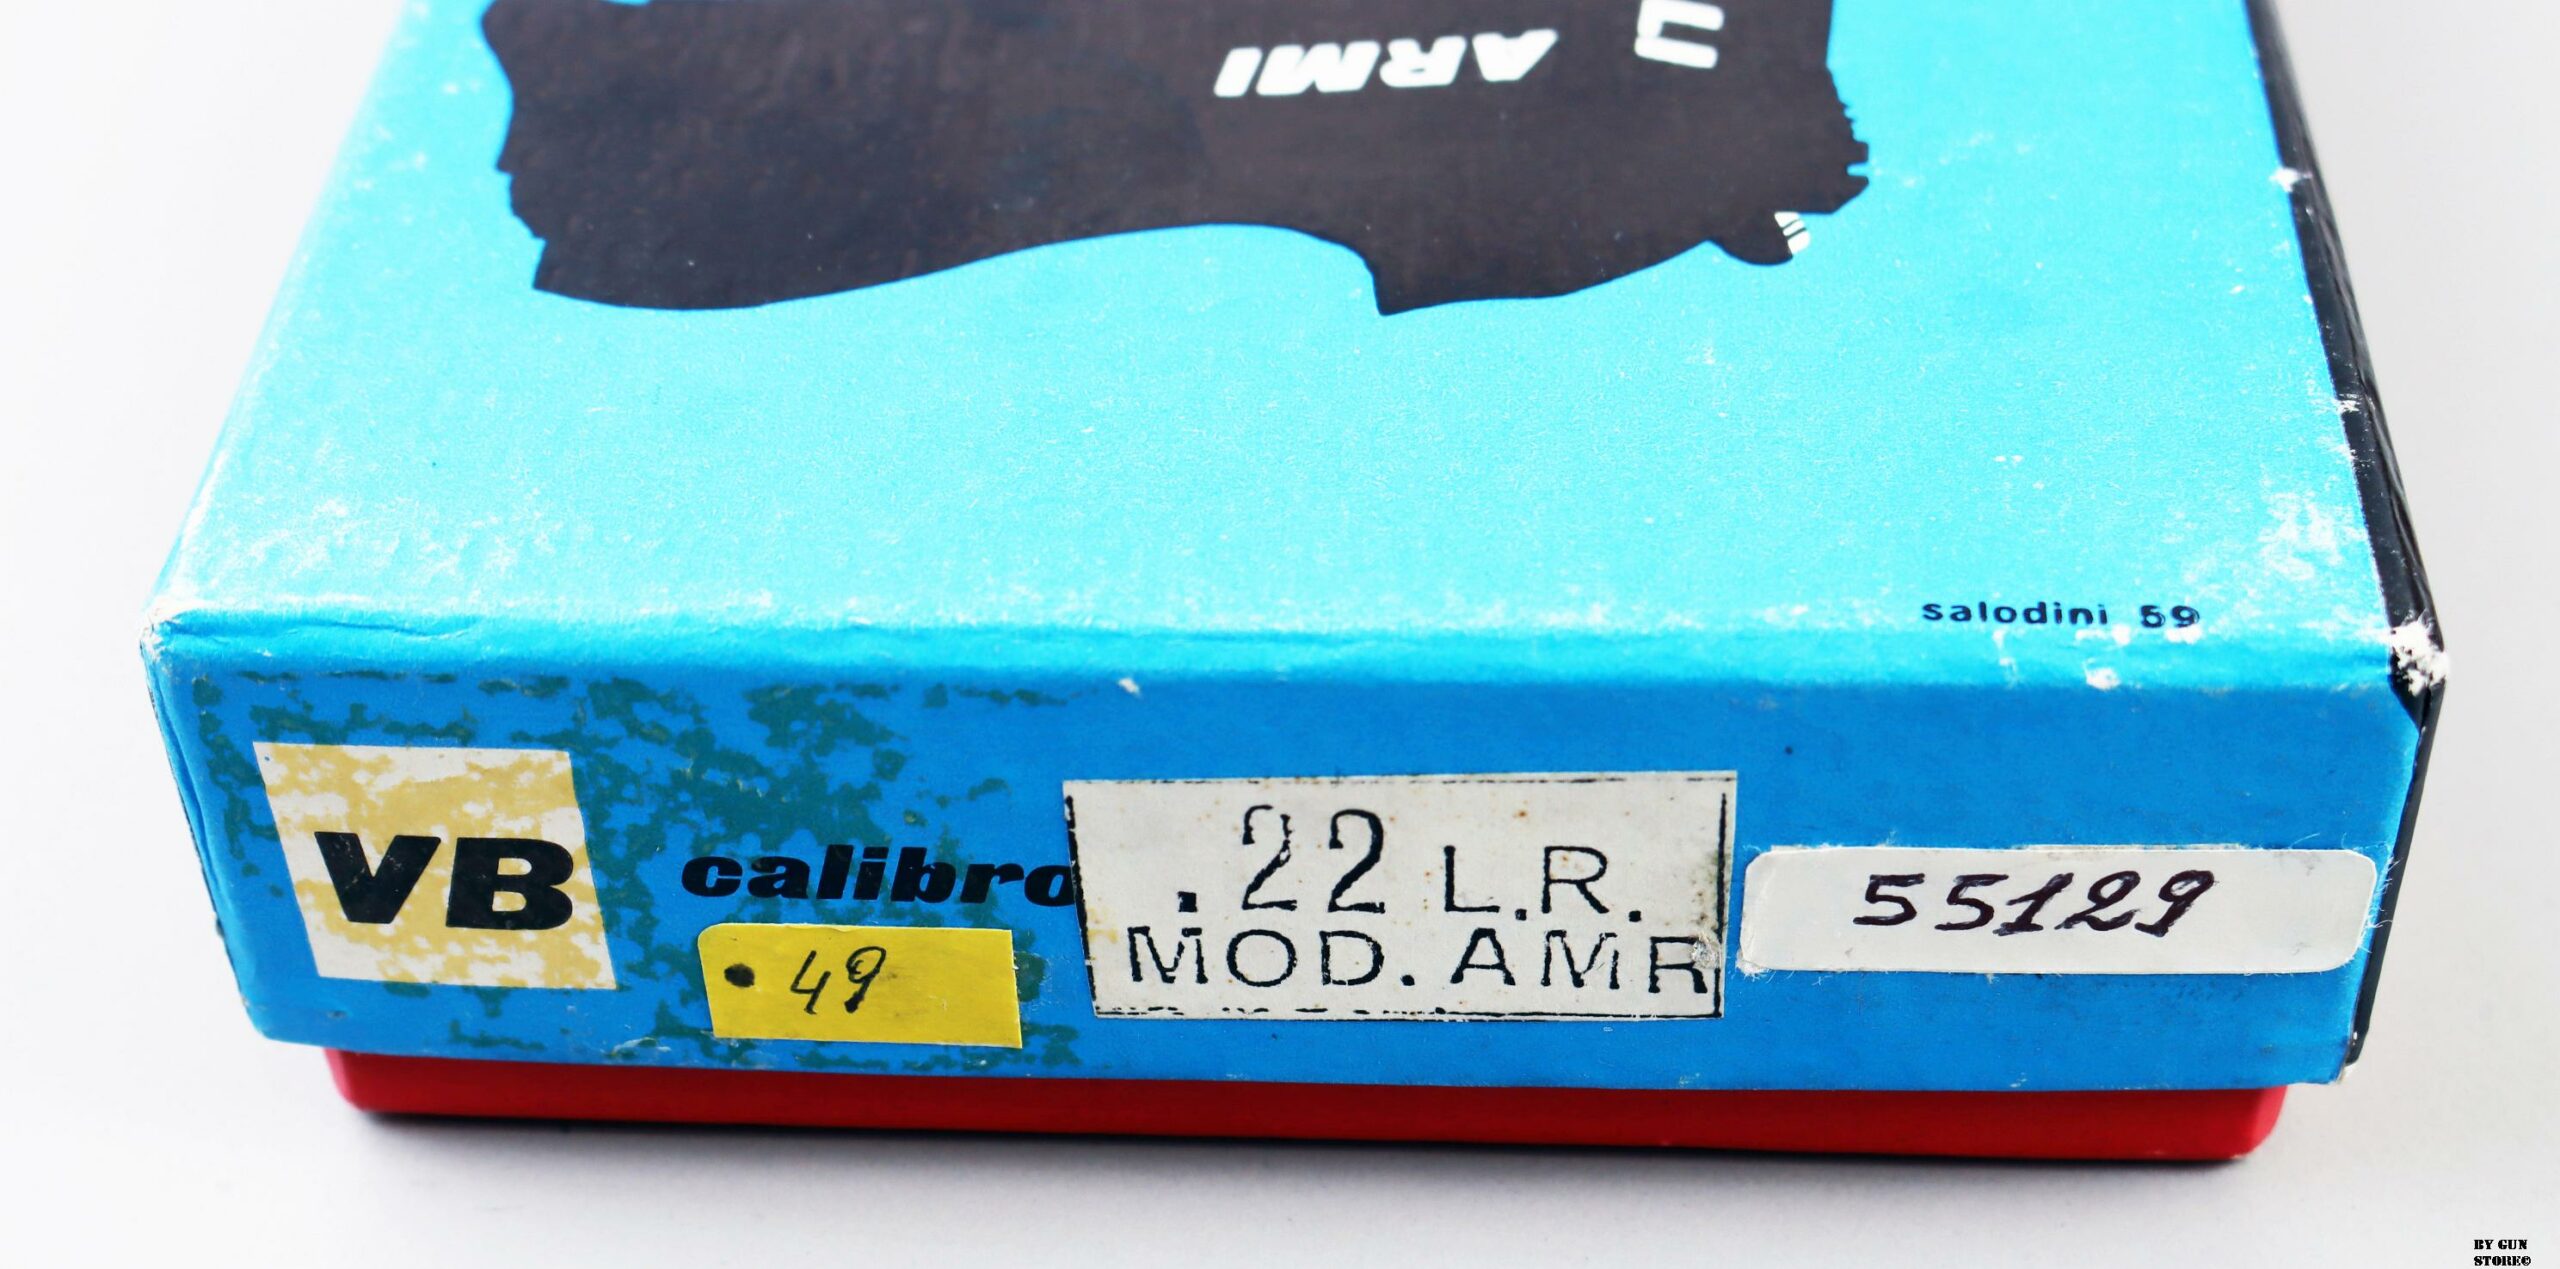 ARMI
salodini 59
VB calibro
.22 L.R.
MOD. AMR
55129
49
BY GUN
STORE©